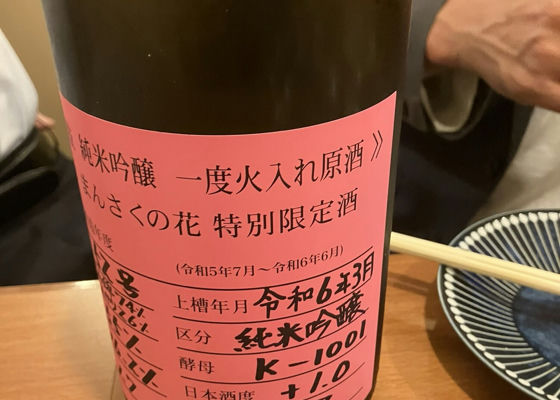 純米吟醸 一度火入れ原酒》
まんさくの花 特別限定酒
年度
(令和5年7月～令和6年6月)
上槽年月 令和6年3月
区分 純米吟醸
酵母 K-1001
日本酒度 +1.0